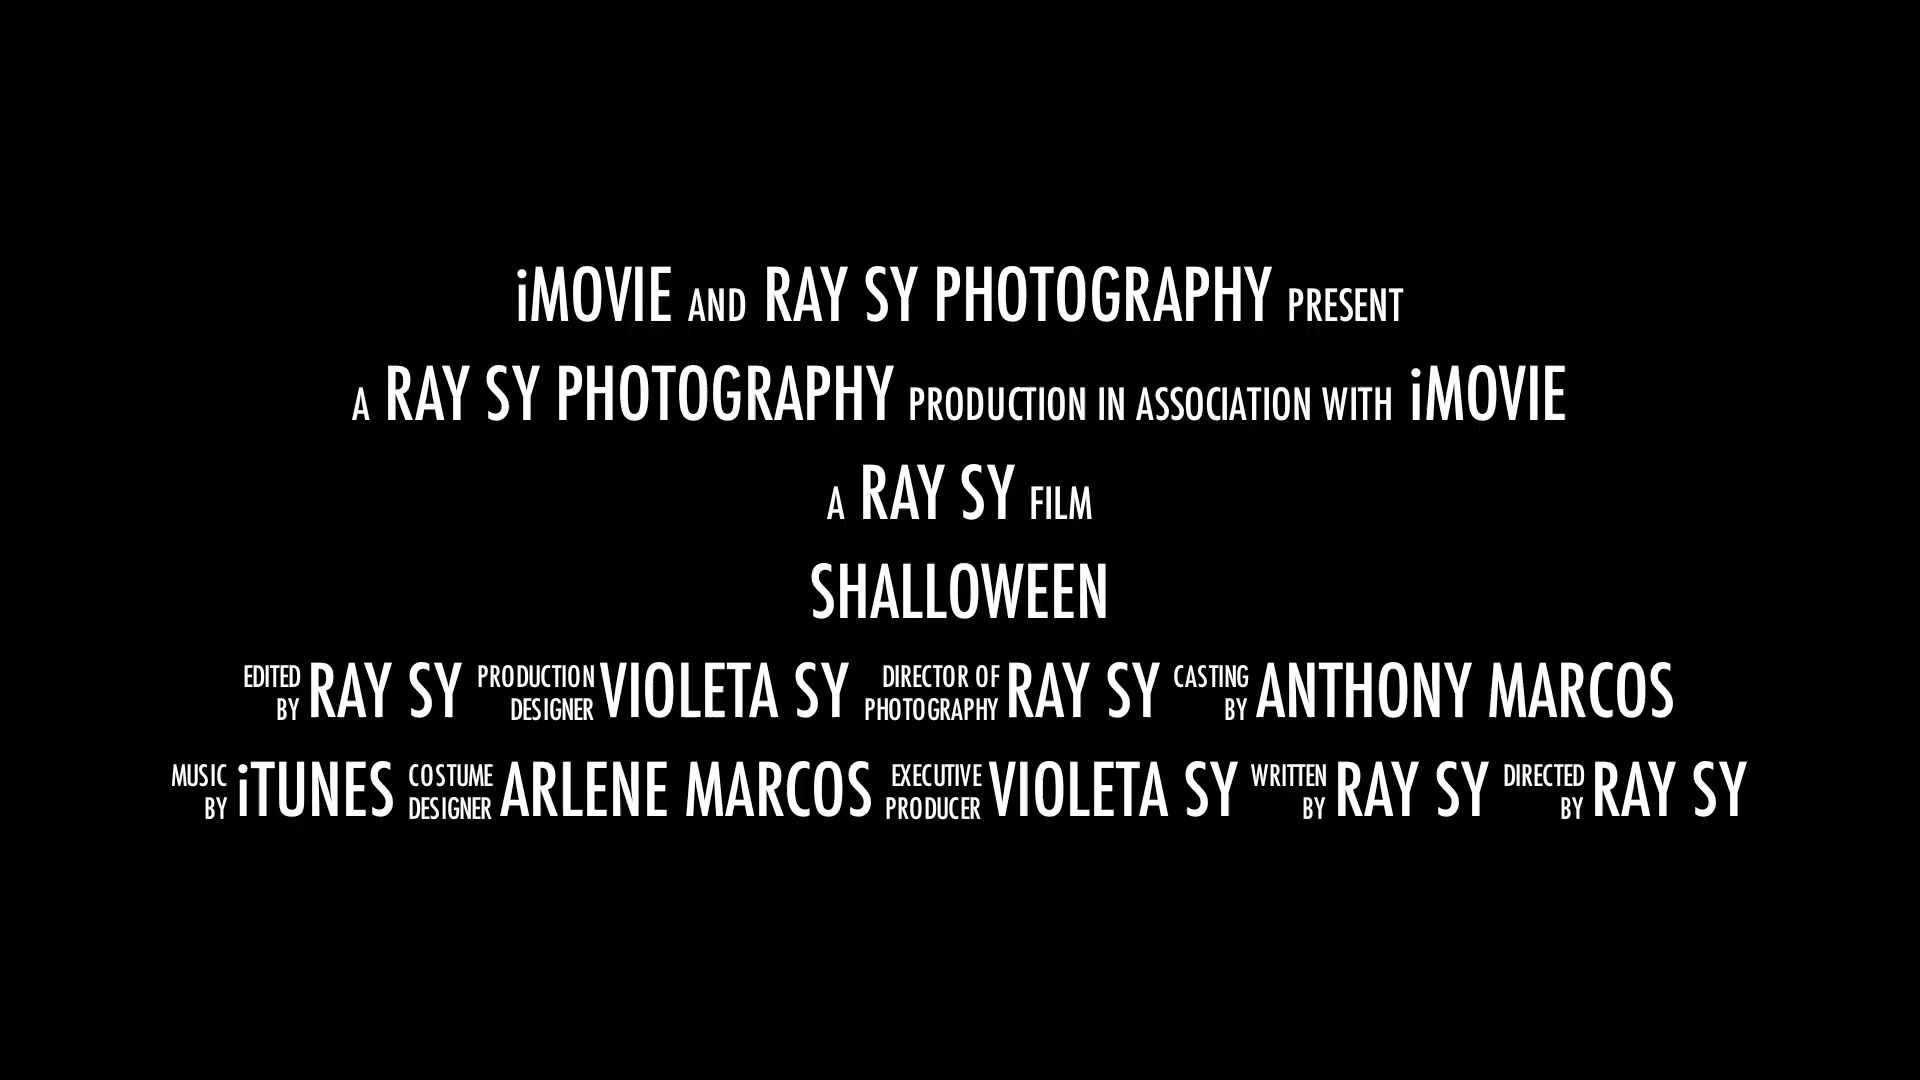 iMOVIE AND RAY SY PHOTOGRAPHY PRESENT
A RAY SY PHOTOGRAPHY PRODUCTION IN ASSOCIATION WITH iMOVIE
A RAY SY FILM
SHALLOWEEN
EDITED BY RAY SY PRODUCTION DESIGNER VIOLETA SY DIRECTOR OF PHOTOGRAPHY RAY SY CASTING BY ANTHONY MARCOS
MUSIC BY iTUNES COSTUME DESIGNER ARLENE MARCOS EXECUTIVE PRODUCER VIOLETA SY WRITTEN BY RAY SY DIRECTED BY RAY SY